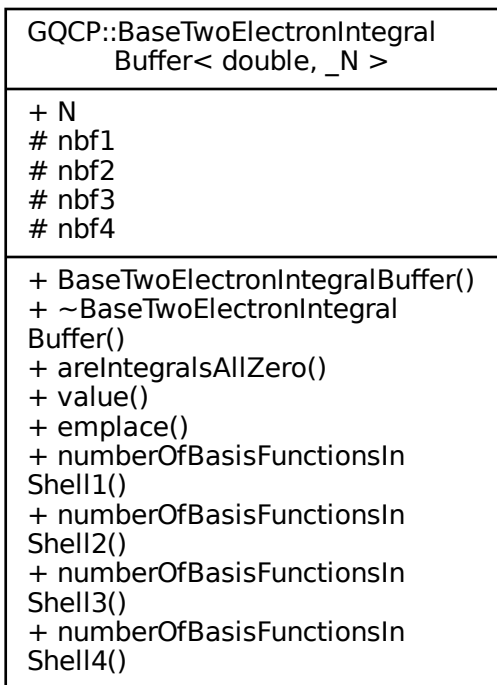 GQCP::BaseTwoElectronIntegral
Buffer< double, _N >
+ N
# nbf1
# nbf2
# nbf3
# nbf4
+ BaseTwoElectronIntegralBuffer()
+ ~BaseTwoElectronIntegral
Buffer()
+ areIntegralsAllZero()
+ value()
+ emplace()
+ numberOfBasisFunctionsIn
Shell1()
+ numberOfBasisFunctionsIn
Shell2()
+ numberOfBasisFunctionsIn
Shell3()
+ numberOfBasisFunctionsIn
Shell4()